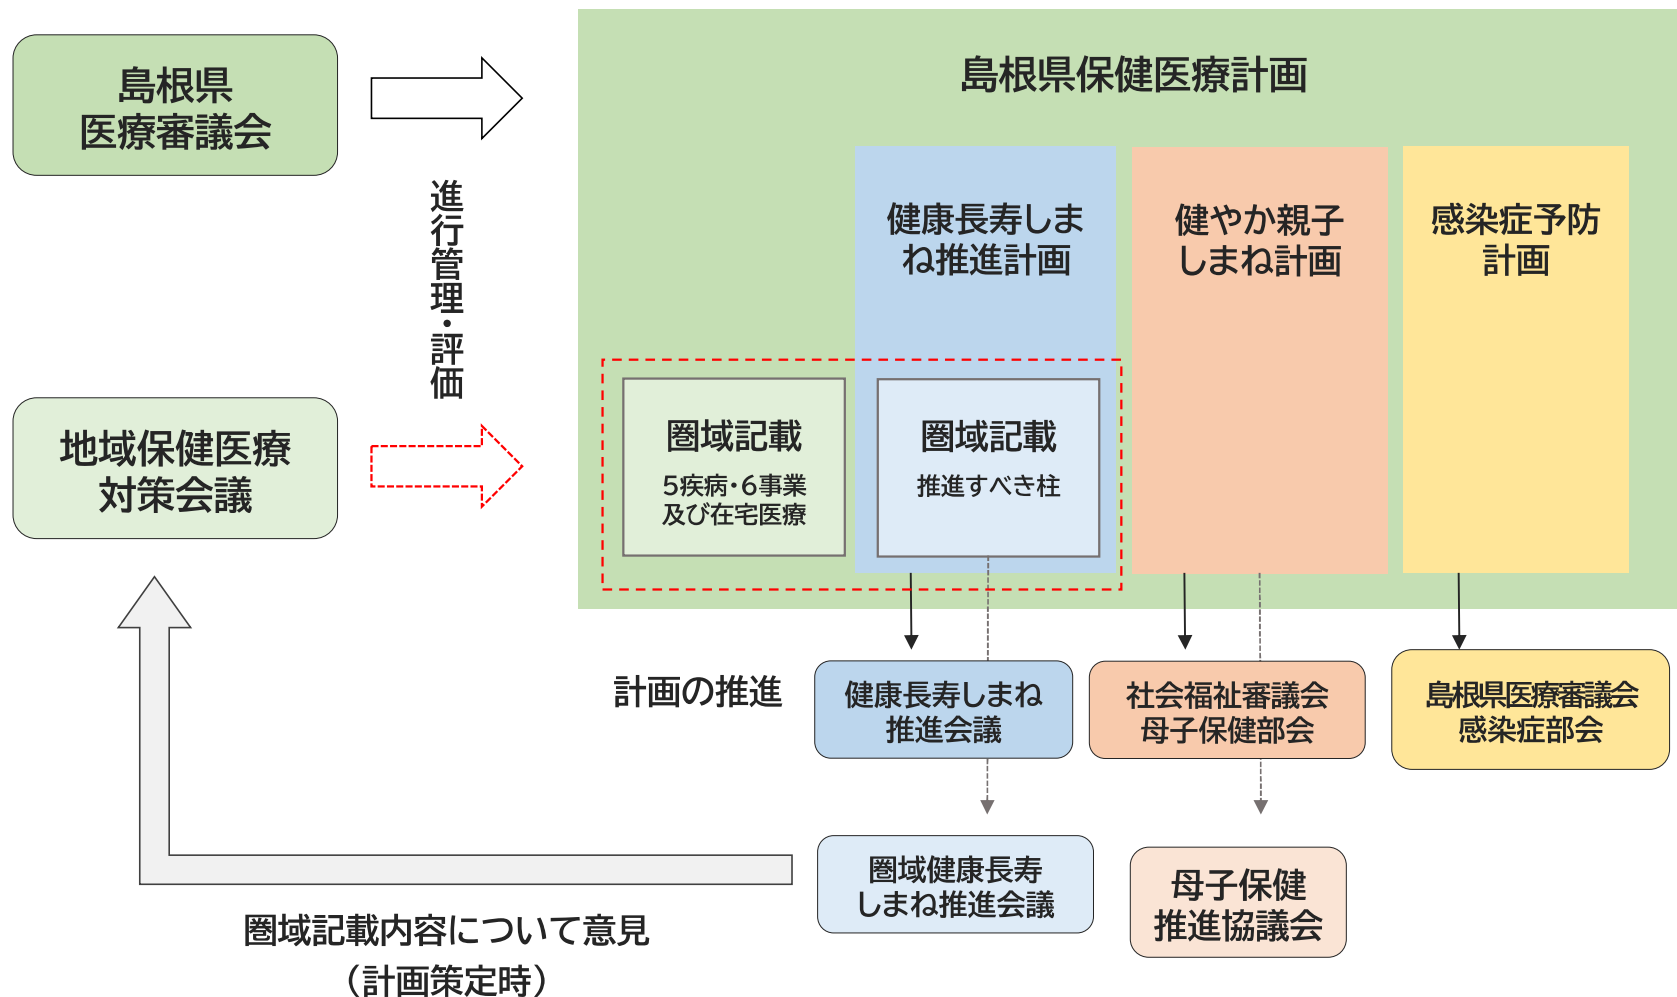 島根県
医療審議会
進行管理・評価
地域保健医療
対策会議
島根県保健医療計画
健康長寿しま
ね推進計画
健やか親子
しまね計画
感染症予防
計画
圏域記載
5疾病・6事業
及び在宅医療
圏域記載
推進すべき柱
計画の推進
健康長寿しまね
推進会議
社会福祉審議会
母子保健部会
島根県医療審議会
感染症部会
圏域健康長寿
しまね推進会議
母子保健
推進協議会
圏域記載内容について意見
（計画策定時）